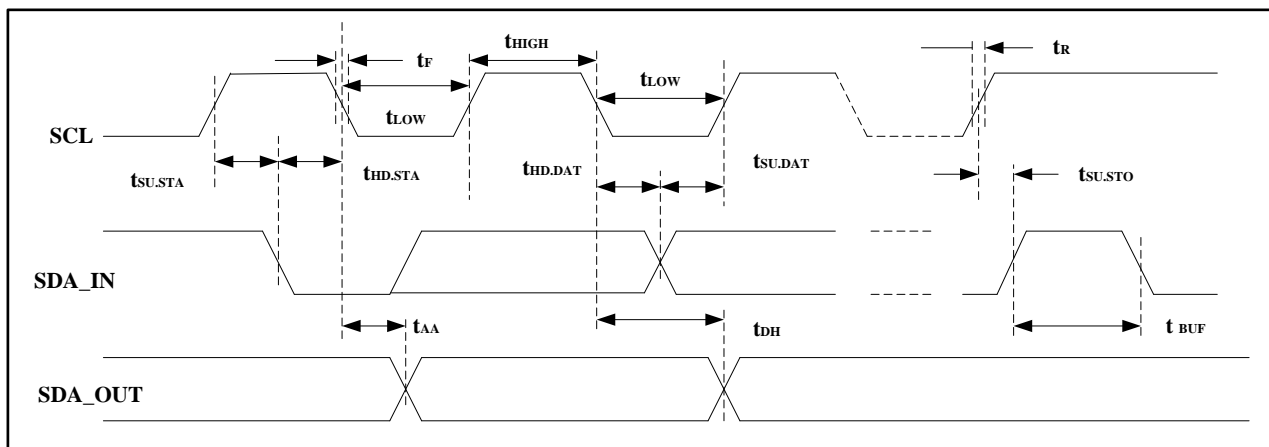 tHIGH
tF
tR
tLOW
tLOW
SCL
tSU.STA
tHD.STA
tHD.DAT
tSU.DAT
tSU.STO
SDA_IN
tAA
tDH
t BUF
SDA_OUT